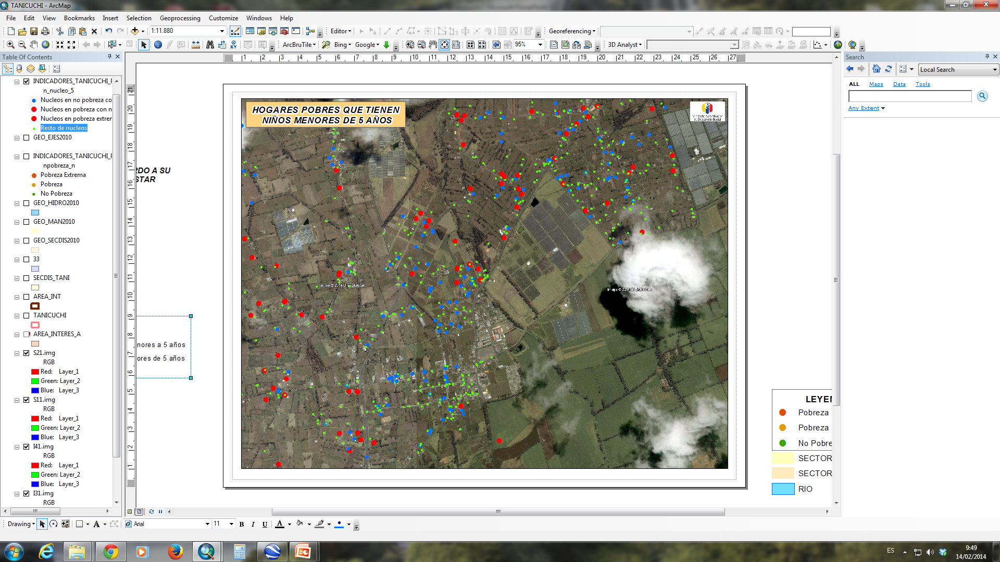 TANICUCHI - ArcMap
File Edit View Bookmarks Insert Selection Geoprocessing Customize Windows Help
1:11.880
Editor
Georeferencing
ArcBruTile
Bing
Google
95%
3D Analyst
Table Of Contents
INDICADORES_TANICUCHI_F
n_nucleo_5
Nucleos en no pobreza co
Nucleos en pobreza con n
Nucleos en pobreza extrem
Resto de nucleos
GEO_EJES2010
INDICADORES_TANICUCHI_F
npobreza_n
Pobreza Extrema
Pobreza
No Pobreza
GEO_HIDRO2010
GEO_MAN2010
GEO_SECDIS2010
33
SECDIS_TANI
AREA_INT
TANICUCHI
AREA_INTERES_A
S21.img
RGB
Red: Layer_1
Green: Layer_2
Blue: Layer_3
S11.img
RGB
Red: Layer_1
Green: Layer_2
Blue: Layer_3
I41.img
RGB
Red: Layer_1
Green: Layer_2
Blue: Layer_3
I31.img
RGB
1 2 3 4 5 6 7 8 9 10 11 12 13 14 15 16 17 18 19 20 21 22 23 24 25 26 27
21 20 19 18 17 16 15 14 13 12 11 10 9 8 7 6 5 4 3 2 1
RDO A SU
STAR
nores a 5 años
ores de 5 años
HOGARES POBRES QUE TIENEN
NIÑOS MENORES DE 5 AÑOS
Ministerio Coordinador
de Desarrollo Social
Image © 2014 DigitalGlobe
Image © 2014 DigitalGlobe
LEYEN
Pobreza
Pobreza
No Pobre
SECTOR
SECTOR
RIO
Search
Local Search
ALL Maps Data Tools
Any Extent
Drawing
Arial
11
B I U A
ES
9:49
14/02/2014